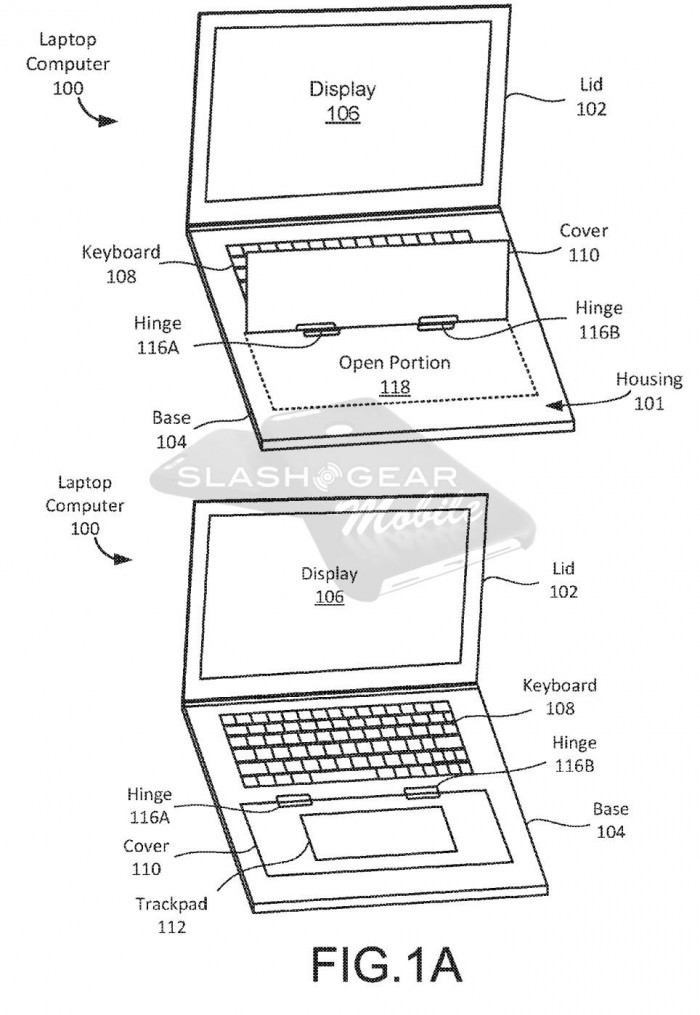 Laptop
Computer
100
Display
106
Lid
102
Keyboard
108
Cover
110
Hinge
116A
Hinge
116B
Open Portion
118
Housing
101
Base
104
SLASHGEAR
Mobile
Laptop
Computer
100
Display
106
Lid
102
Keyboard
108
Hinge
116B
Hinge
116A
Base
104
Cover
110
Trackpad
112
FIG.1A